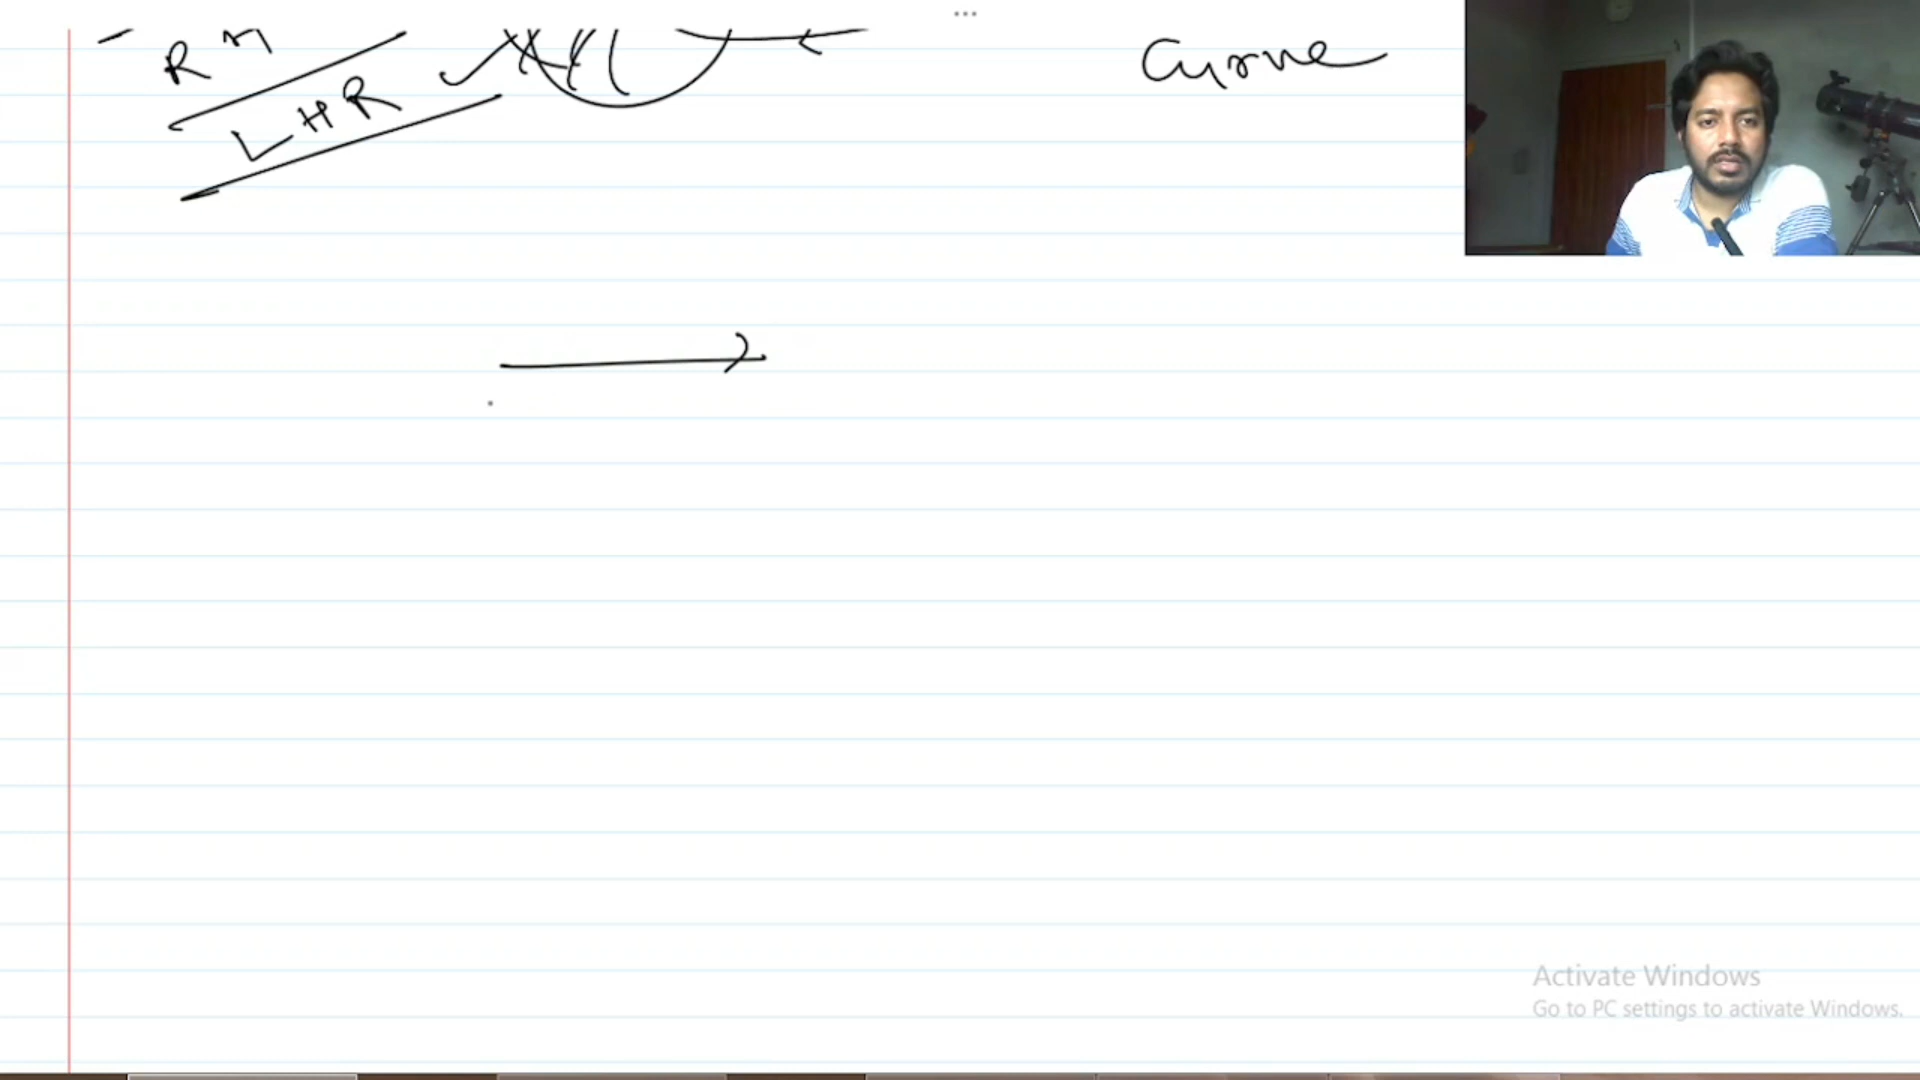 RM
LHR
Curve
Activate Windows
Go to PC settings to activate Windows.